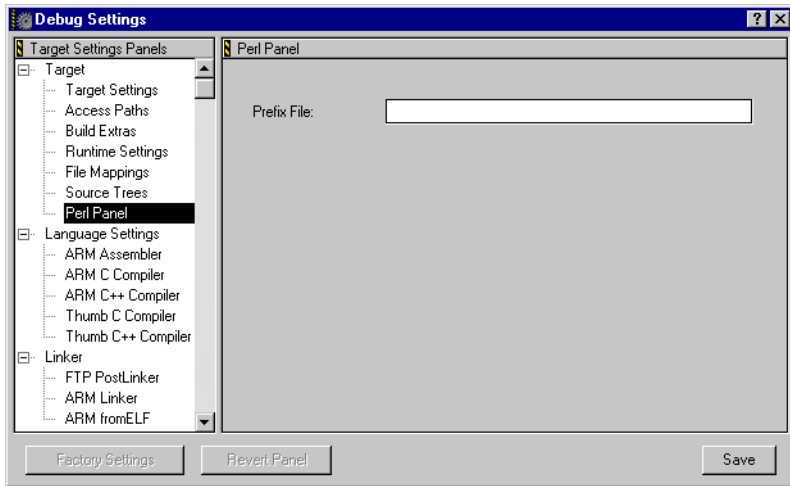 Debug Settings
Target Settings Panels
Target
Target Settings
Access Paths
Build Extras
Runtime Settings
File Mappings
Source Trees
Perl Panel
Language Settings
ARM Assembler
ARM C Compiler
ARM C++ Compiler
Thumb C Compiler
Thumb C++ Compiler
Linker
FTP PostLinker
ARM Linker
ARM fromELF
Perl Panel
Prefix File:
Factory Settings
Revert Panel
Save